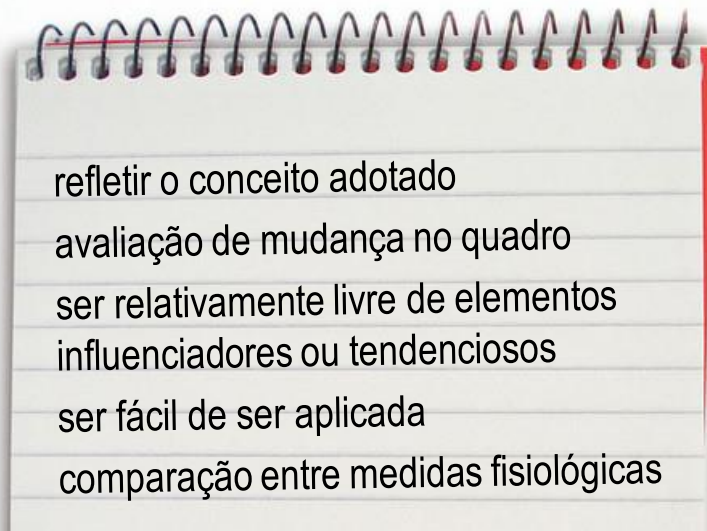 refletir o conceito adotado
avaliação de mudança no quadro
ser relativamente livre de elementos
influenciadores ou tendenciosos
ser fácil de ser aplicada
comparação entre medidas fisiológicas